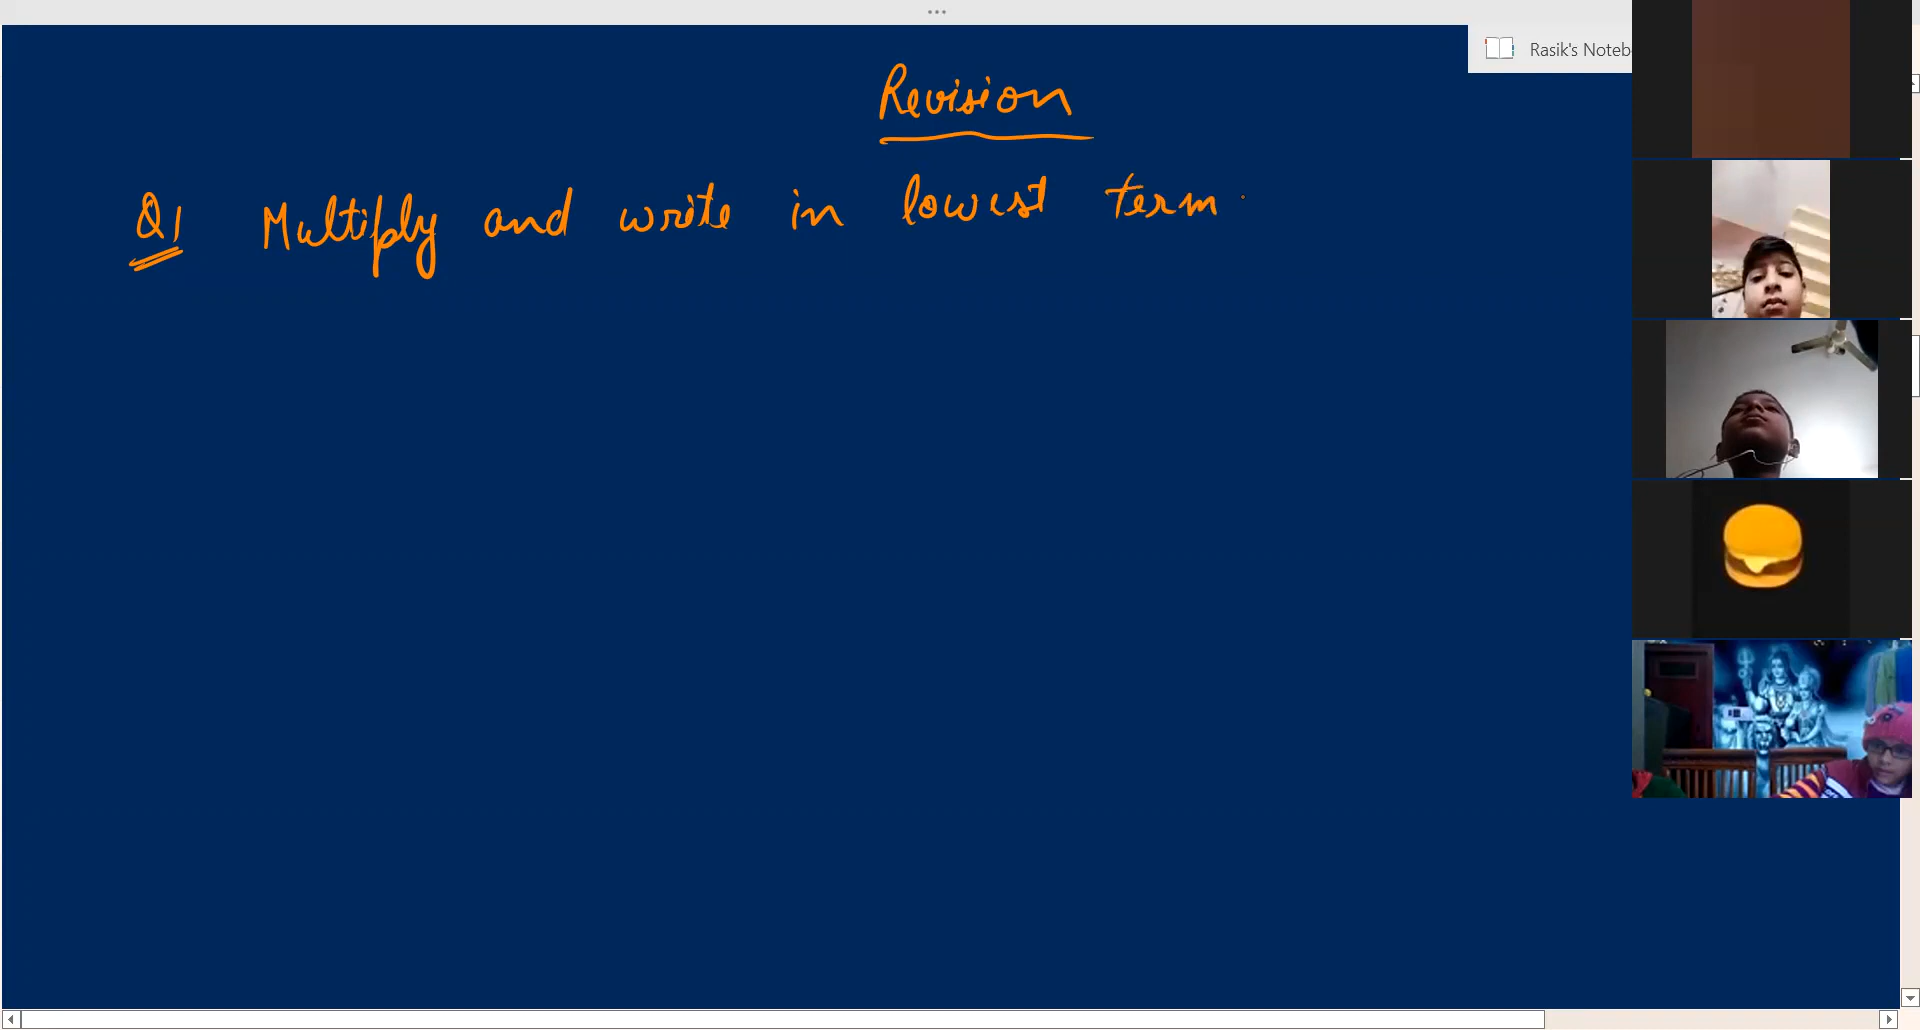 Rasik's Noteb
Revision
Q1 Multiply and write in lowest term